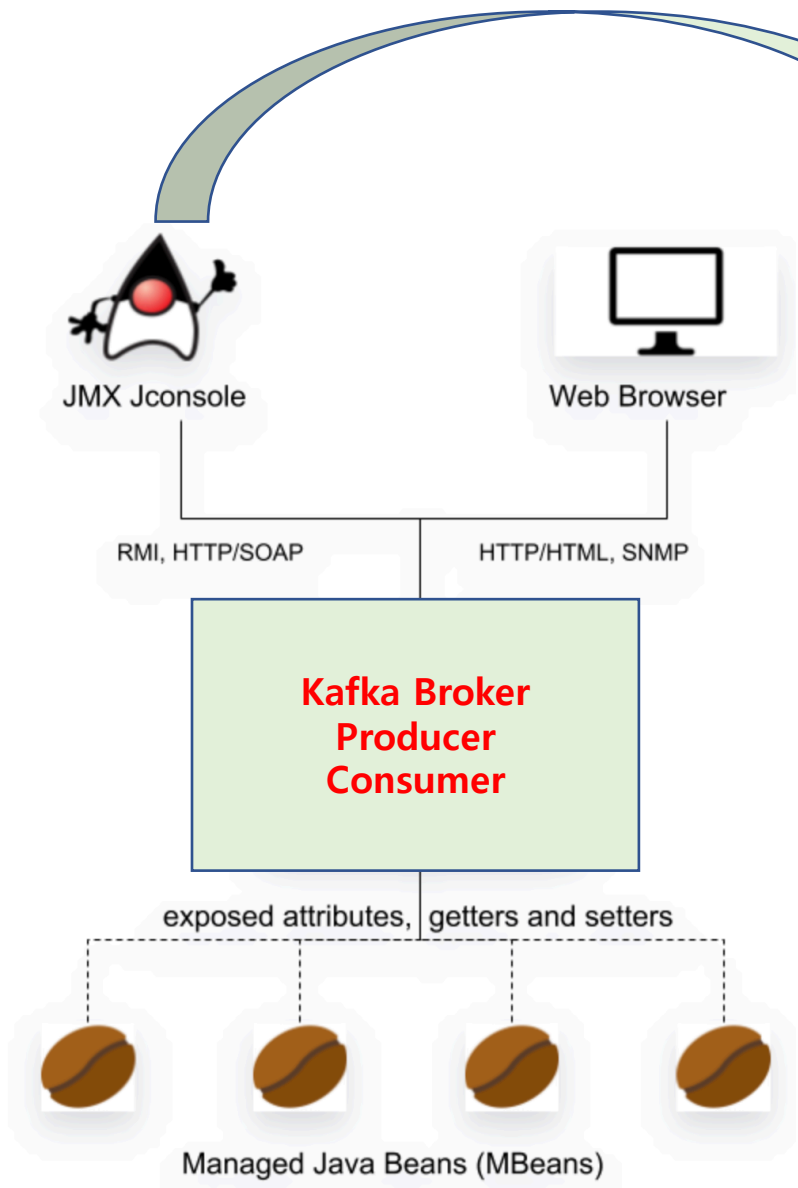 JMX Jconsole
Web Browser
RMI, HTTP/SOAP
HTTP/HTML, SNMP
Kafka Broker
Producer
Consumer
exposed attributes, getters and setters
Managed Java Beans (MBeans)